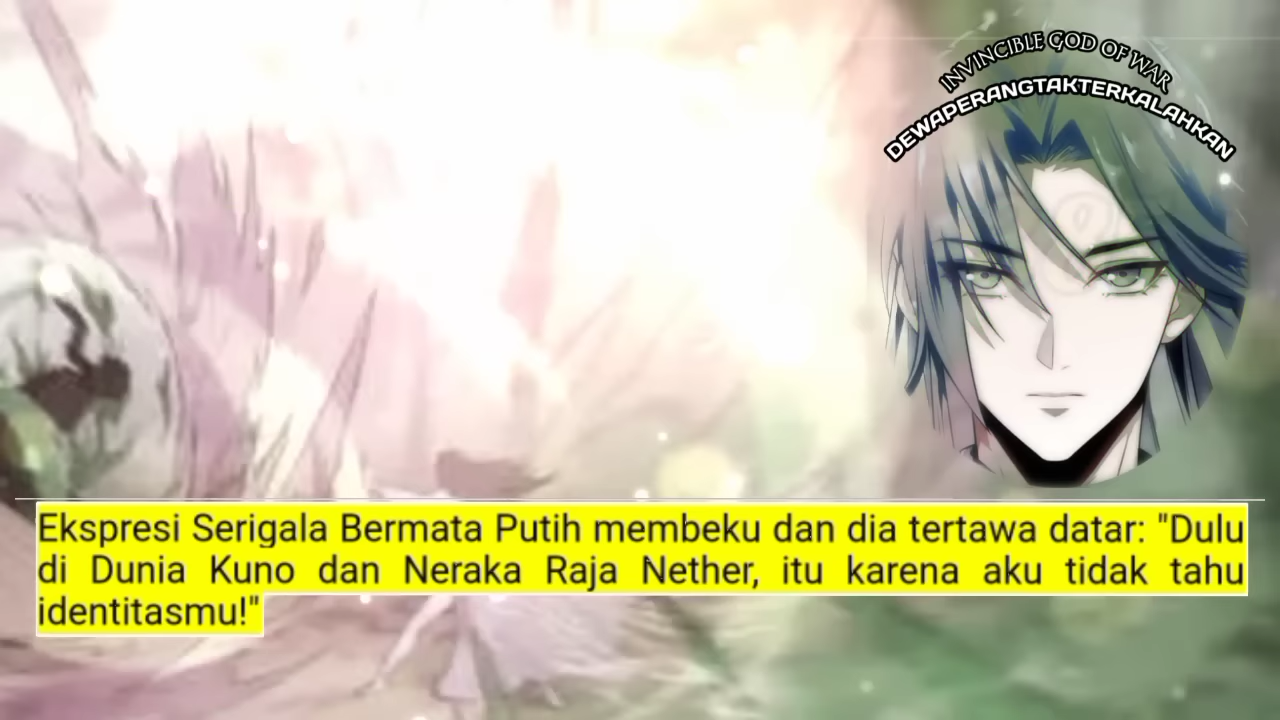 INVINCIBLE GOD OF WAR
DEWAPERANGTAKTERKALAHKAN
Ekspresi Serigala Bermata Putih membeku dan dia tertawa datar: "Dulu
di Dunia Kuno dan Neraka Raja Nether, itu karena aku tidak tahu
identitasmu!"